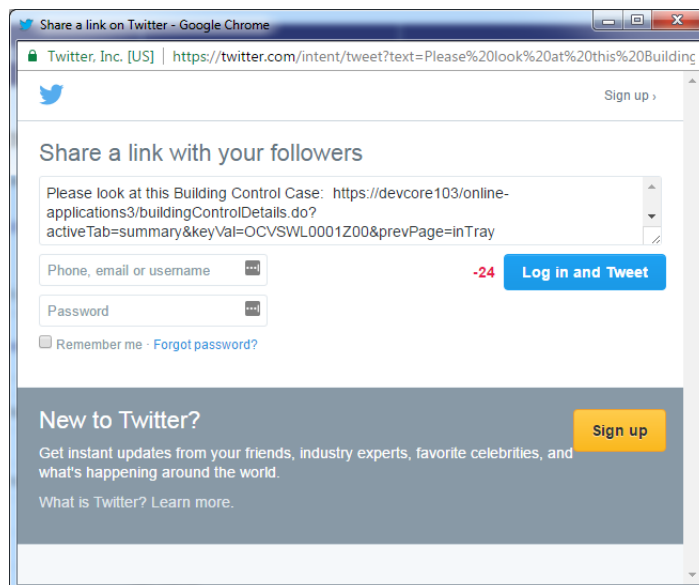 Share a link on Twitter - Google Chrome
Twitter, Inc. [US] | https://twitter.com/intent/tweet?text=Please%20look%20at%20this%20Building
Sign up ›
Share a link with your followers
Please look at this Building Control Case:  https://devcore103/online-
applications3/buildingControlDetails.do?
activeTab=summary&keyVal=OCVSWL0001Z00&prevPage=inTray
Phone, email or username
-24
Log in and Tweet
Password
Remember me · Forgot password?
New to Twitter?
Sign up
Get instant updates from your friends, industry experts, favorite celebrities, and
what's happening around the world.
What is Twitter? Learn more.